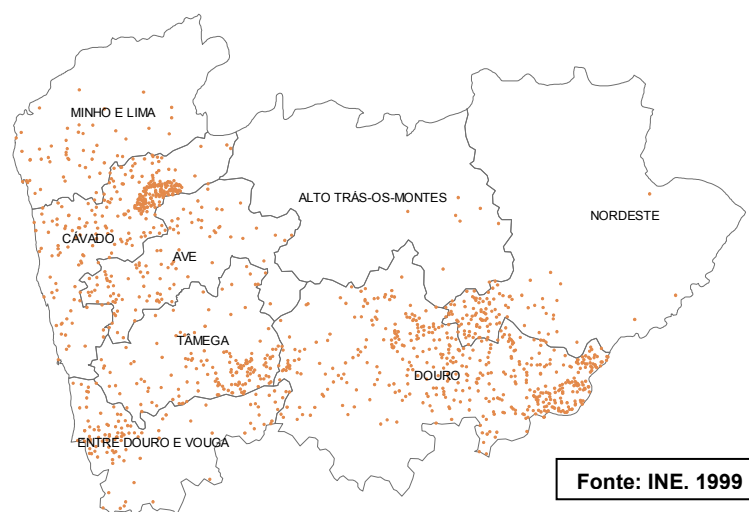 MINHO E LIMA
ALTO TRÁS-OS-MONTES
NORDESTE
CÁVADO
AVE
TÂMEGA
DOURO
ENTRE DOURO E VOUGA
Fonte: INE. 1999